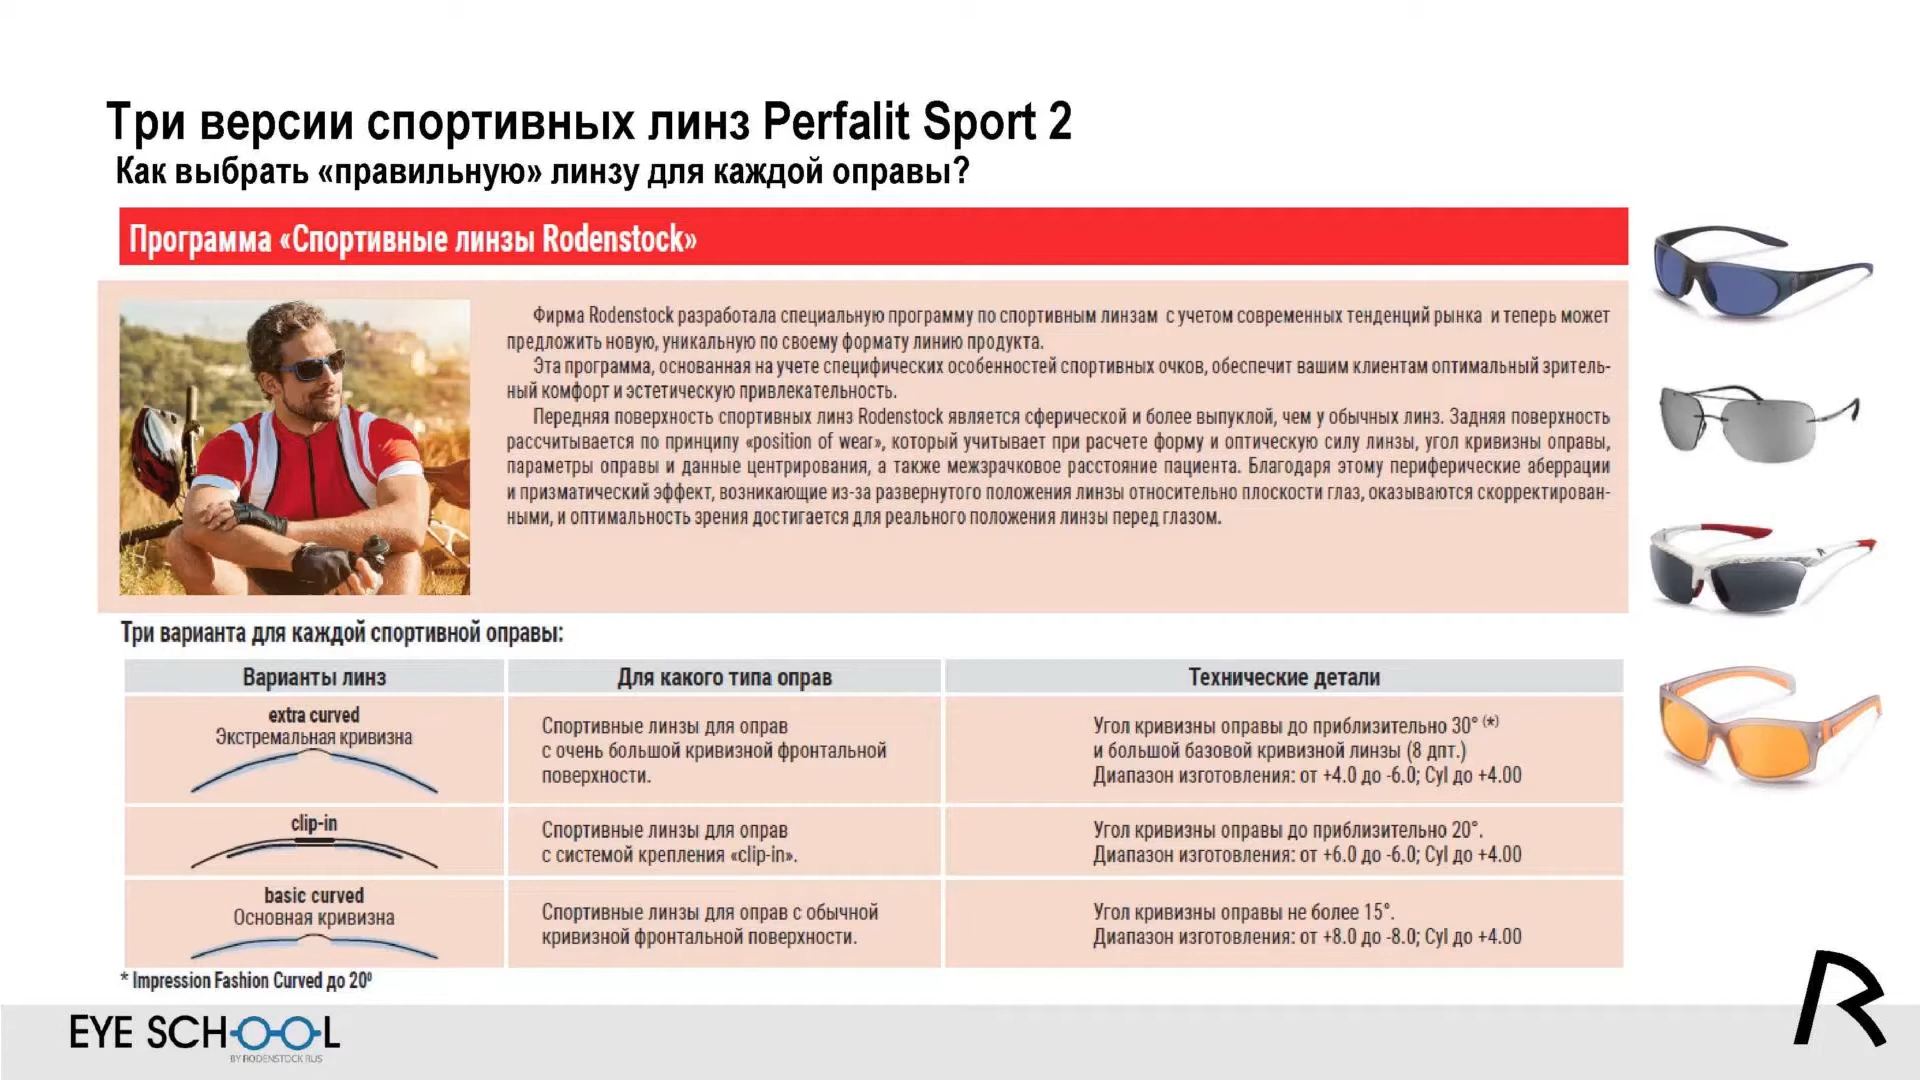 Три версии спортивных линз Perfalit Sport 2
Как выбрать «правильную» линзу для каждой оправы?
Программа «Спортивные линзы Rodenstock»
Фирма Rodenstock разработала специальную программу по спортивным линзам с учетом современных тенденций рынка и теперь может
предложить новую, уникальную по своему формату линию продукта.
Эта программа, основанная на учете специфических особенностей спортивных очков, обеспечит вашим клиентам оптимальный зритель-
ный комфорт и эстетическую привлекательность.
Передняя поверхность спортивных линз Rodenstock является сферической и более выпуклой, чем у обычных линз. Задняя поверхность
рассчитывается по принципу «position of wear», который учитывает при расчете форму и оптическую силу линзы, угол кривизны оправы,
параметры оправы и данные центрирования, а также межзрачковое расстояние пациента. Благодаря этому периферические аберрации
и призматический эффект, возникающие из-за развернутого положения линзы относительно плоскости глаз, оказываются скорректирован-
ными, и оптимальность зрения достигается для реального положения линзы перед глазом.
Три варианта для каждой спортивной оправы:
Варианты линз
Для какого типа оправ
Технические детали
extra curved
Экстремальная кривизна
Спортивные линзы для оправ
с очень большой кривизной фронтальной
поверхности.
Угол кривизны оправы до приблизительно 30° (*)
и большой базовой кривизной линзы (8 дпт.)
Диапазон изготовления: от +4.0 до -6.0; Cyl до +4.00
clip-in
Спортивные линзы для оправ
с системой крепления «clip-in».
Угол кривизны оправы до приблизительно 20°.
Диапазон изготовления: от +6.0 до -6.0; Cyl до +4.00
basic curved
Основная кривизна
Спортивные линзы для оправ с обычной
кривизной фронтальной поверхности.
Угол кривизны оправы не более 15°.
Диапазон изготовления: от +8.0 до -8.0; Cyl до +4.00
* Impression Fashion Curved до 20⁰
EYE SCHOOL
BY RODENSTOCK RUS
R